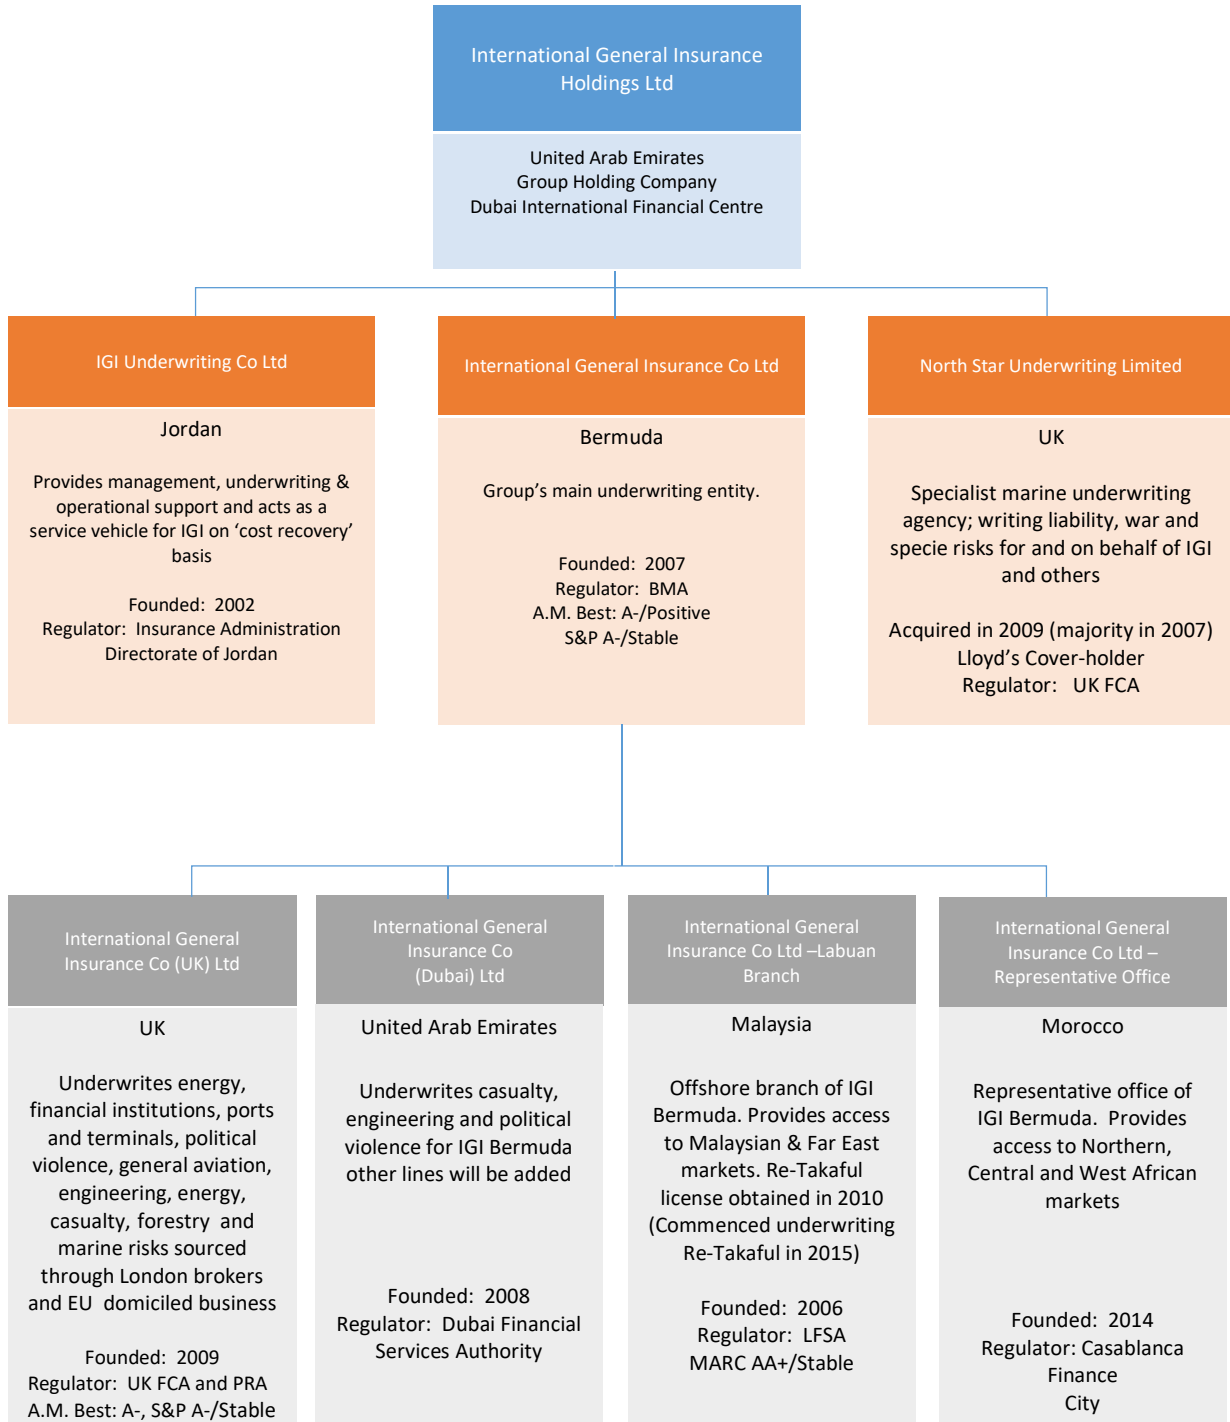 International General Insurance
Holdings Ltd
United Arab Emirates
Group Holding Company
Dubai International Financial Centre
IGI Underwriting Co Ltd
Jordan
Provides management, underwriting &
operational support and acts as a
service vehicle for IGI on ‘cost recovery’
basis
Founded: 2002
Regulator: Insurance Administration
Directorate of Jordan
International General Insurance Co Ltd
Bermuda
Group’s main underwriting entity.
Founded: 2007
Regulator: BMA
A.M. Best: A-/Positive
S&P A-/Stable
North Star Underwriting Limited
UK
Specialist marine underwriting
agency; writing liability, war and
specie risks for and on behalf of IGI
and others
Acquired in 2009 (majority in 2007)
Lloyd’s Cover-holder
Regulator: UK FCA
International General
Insurance Co (UK) Ltd
UK
Underwrites energy,
financial institutions, ports
and terminals, political
violence, general aviation,
engineering, energy,
casualty, forestry and
marine risks sourced
through London brokers
and EU domiciled business
Founded: 2009
Regulator: UK FCA and PRA
A.M. Best: A-, S&P A-/Stable
International General
Insurance Co
(Dubai) Ltd
United Arab Emirates
Underwrites casualty,
engineering and political
violence for IGI Bermuda
other lines will be added
Founded: 2008
Regulator: Dubai Financial
Services Authority
International General
Insurance Co Ltd –Labuan
Branch
Malaysia
Offshore branch of IGI
Bermuda. Provides access
to Malaysian & Far East
markets. Re-Takaful
license obtained in 2010
(Commenced underwriting
Re-Takaful in 2015)
Founded: 2006
Regulator: LFSA
MARC AA+/Stable
International General
Insurance Co Ltd –
Representative Office
Morocco
Representative office of
IGI Bermuda. Provides
access to Northern,
Central and West African
markets
Founded: 2014
Regulator: Casablanca
Finance
City